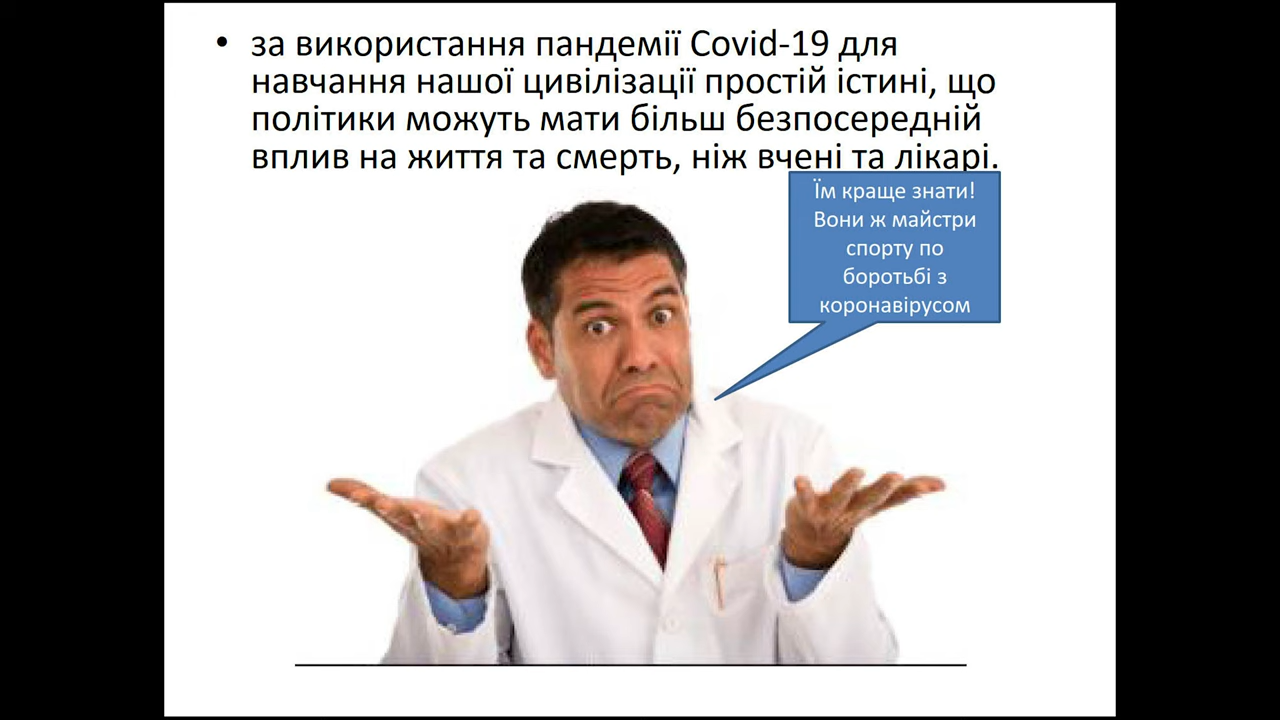 • за використання пандемії Covid-19 для
навчання нашої цивілізації простій істині, що
політики можуть мати більш безпосередній
вплив на життя та смерть, ніж вчені та лікарі.
Їм краще знати!
Вони ж майстри
спорту по
боротьбі з
коронавірусом